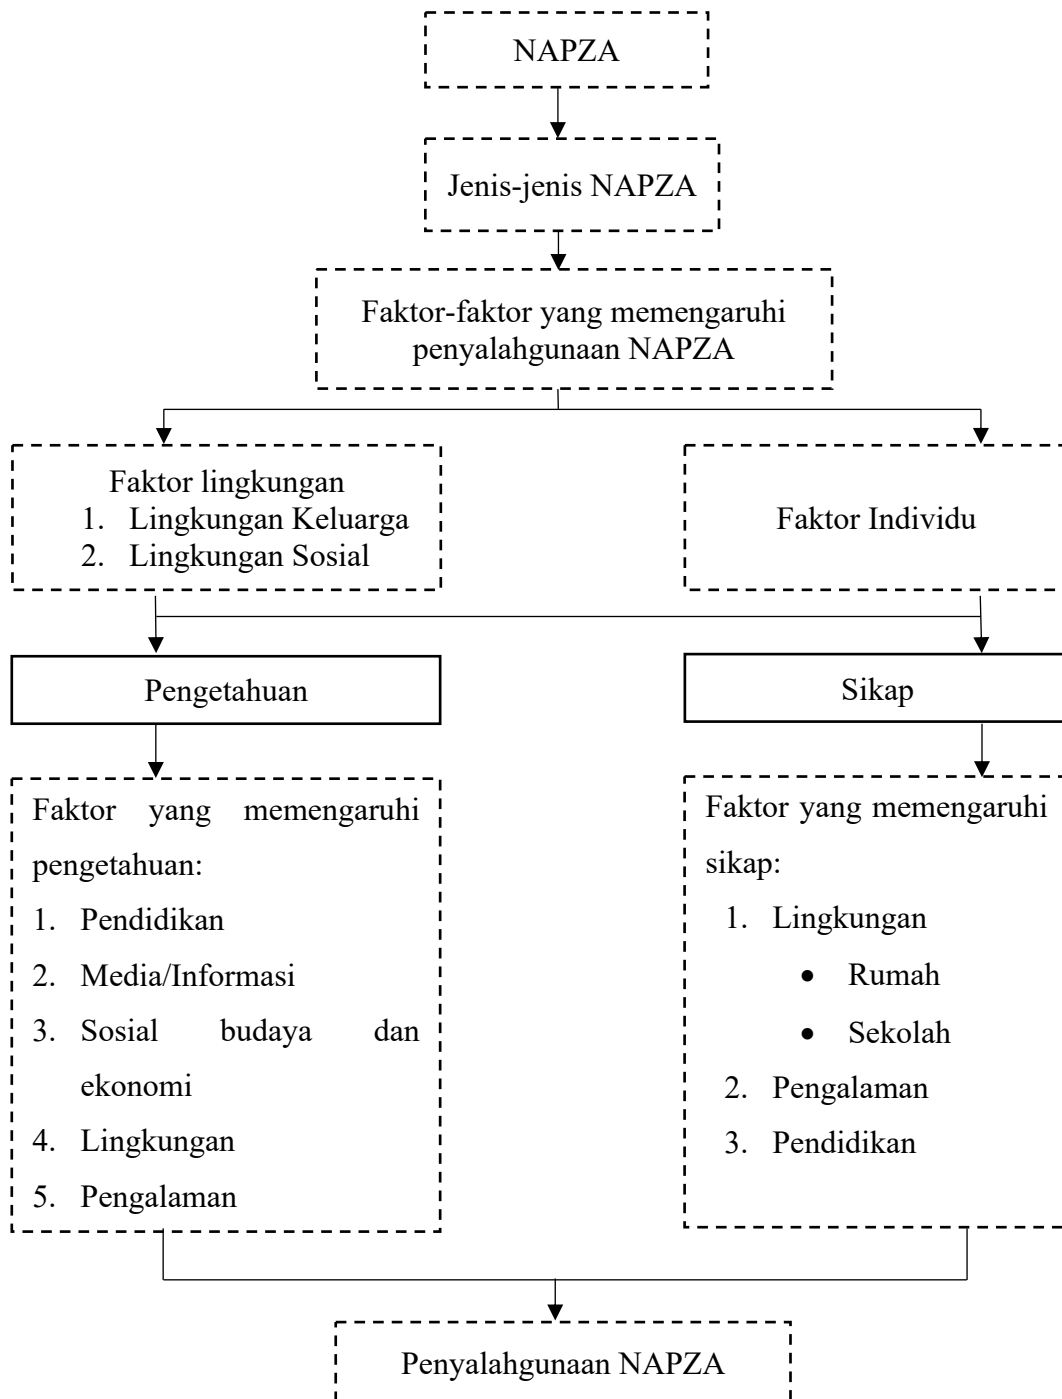 NAPZA
Jenis-jenis NAPZA
Faktor-faktor yang memengaruhi
penyalahgunaan NAPZA
Faktor lingkungan
1. Lingkungan Keluarga
2. Lingkungan Sosial
Faktor Individu
Pengetahuan
Sikap
Faktor yang memengaruhi
pengetahuan:
1. Pendidikan
2. Media/Informasi
3. Sosial budaya dan
ekonomi
4. Lingkungan
5. Pengalaman
Faktor yang memengaruhi
sikap:
1. Lingkungan
• Rumah
• Sekolah
2. Pengalaman
3. Pendidikan
Penyalahgunaan NAPZA